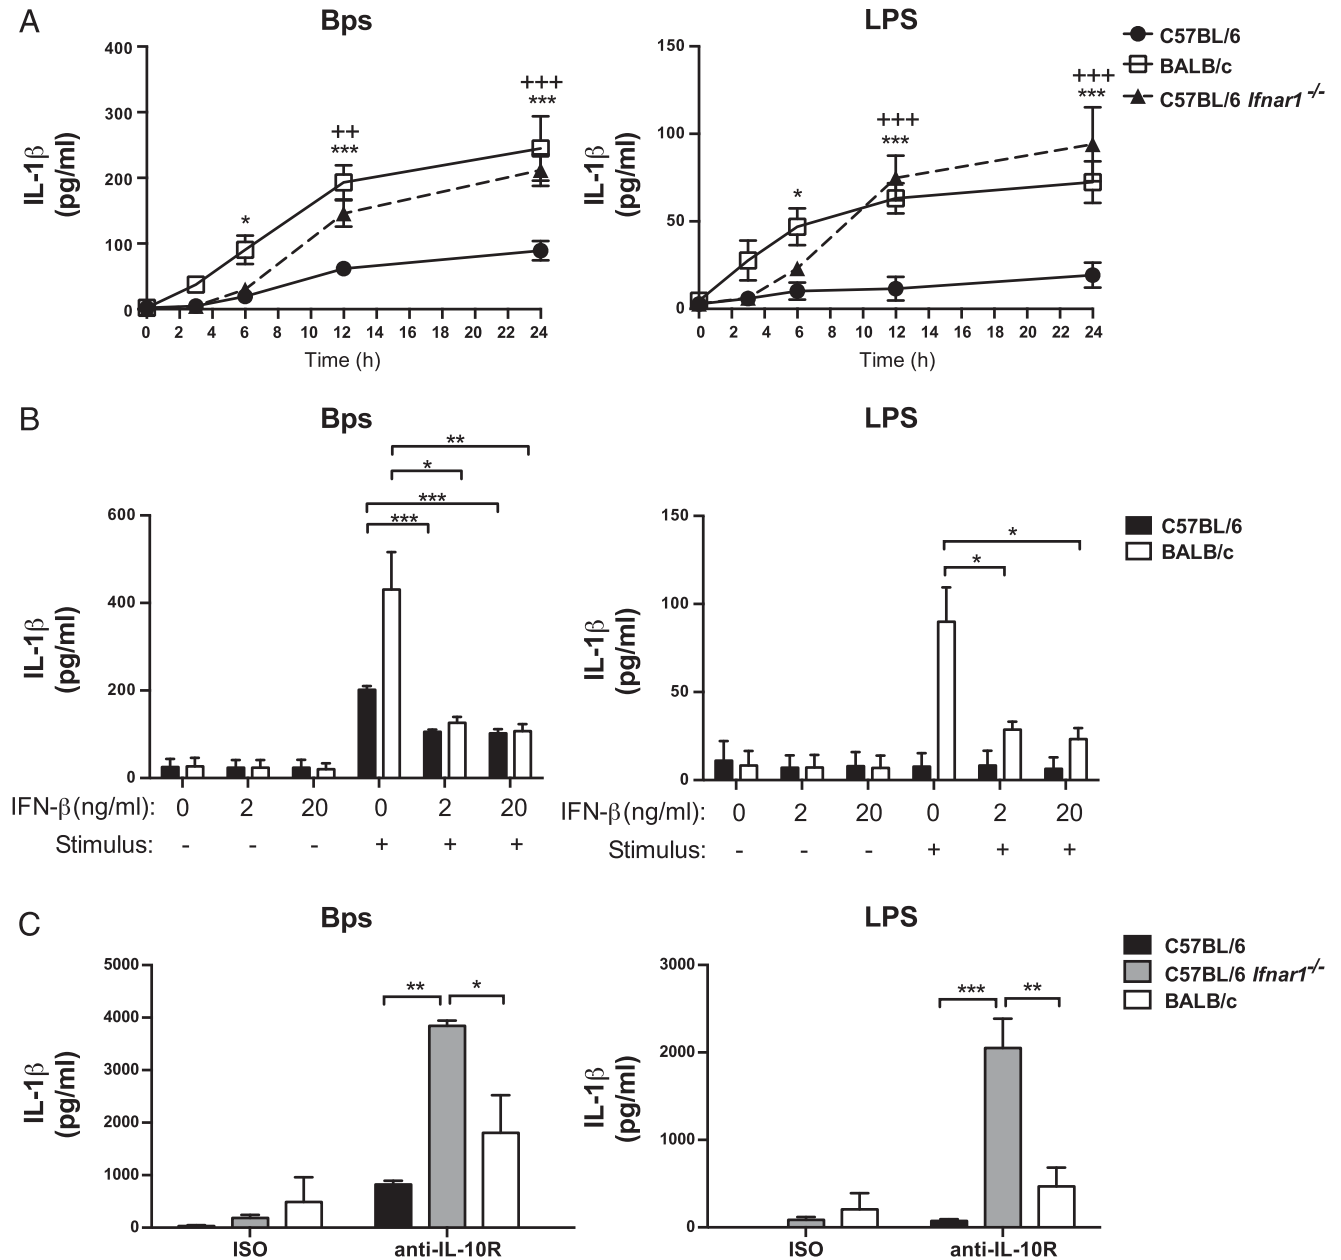 A
Bps
LPS
C57BL/6
BALB/c
C57BL/6 Ifnar1 -/-
IL-1β
(pg/ml)
400
300
200
100
0
*
++
***
+++
***
0 2 4 6 8 10 12 14 16 18 20 22 24
Time (h)
IL-1β
(pg/ml)
150
100
50
0
*
+++
***
+++
***
0 2 4 6 8 10 12 14 16 18 20 22 24
Time (h)
B
Bps
LPS
C57BL/6
BALB/c
IL-1β
(pg/ml)
600
400
200
0
**
*
***
***
IFN-β(ng/ml): 0 2 20 0 2 20
Stimulus: - - - + + +
IL-1β
(pg/ml)
150
100
50
0
*
*
IFN-β(ng/ml): 0 2 20 0 2 20
Stimulus: - - - + + +
C
Bps
LPS
C57BL/6
C57BL/6 Ifnar1-/-
BALB/c
IL-1β
(pg/ml)
5000
4000
3000
2000
1000
0
** *
ISO anti-IL-10R
IL-1β
(pg/ml)
3000
2000
1000
0
*** **
ISO anti-IL-10R